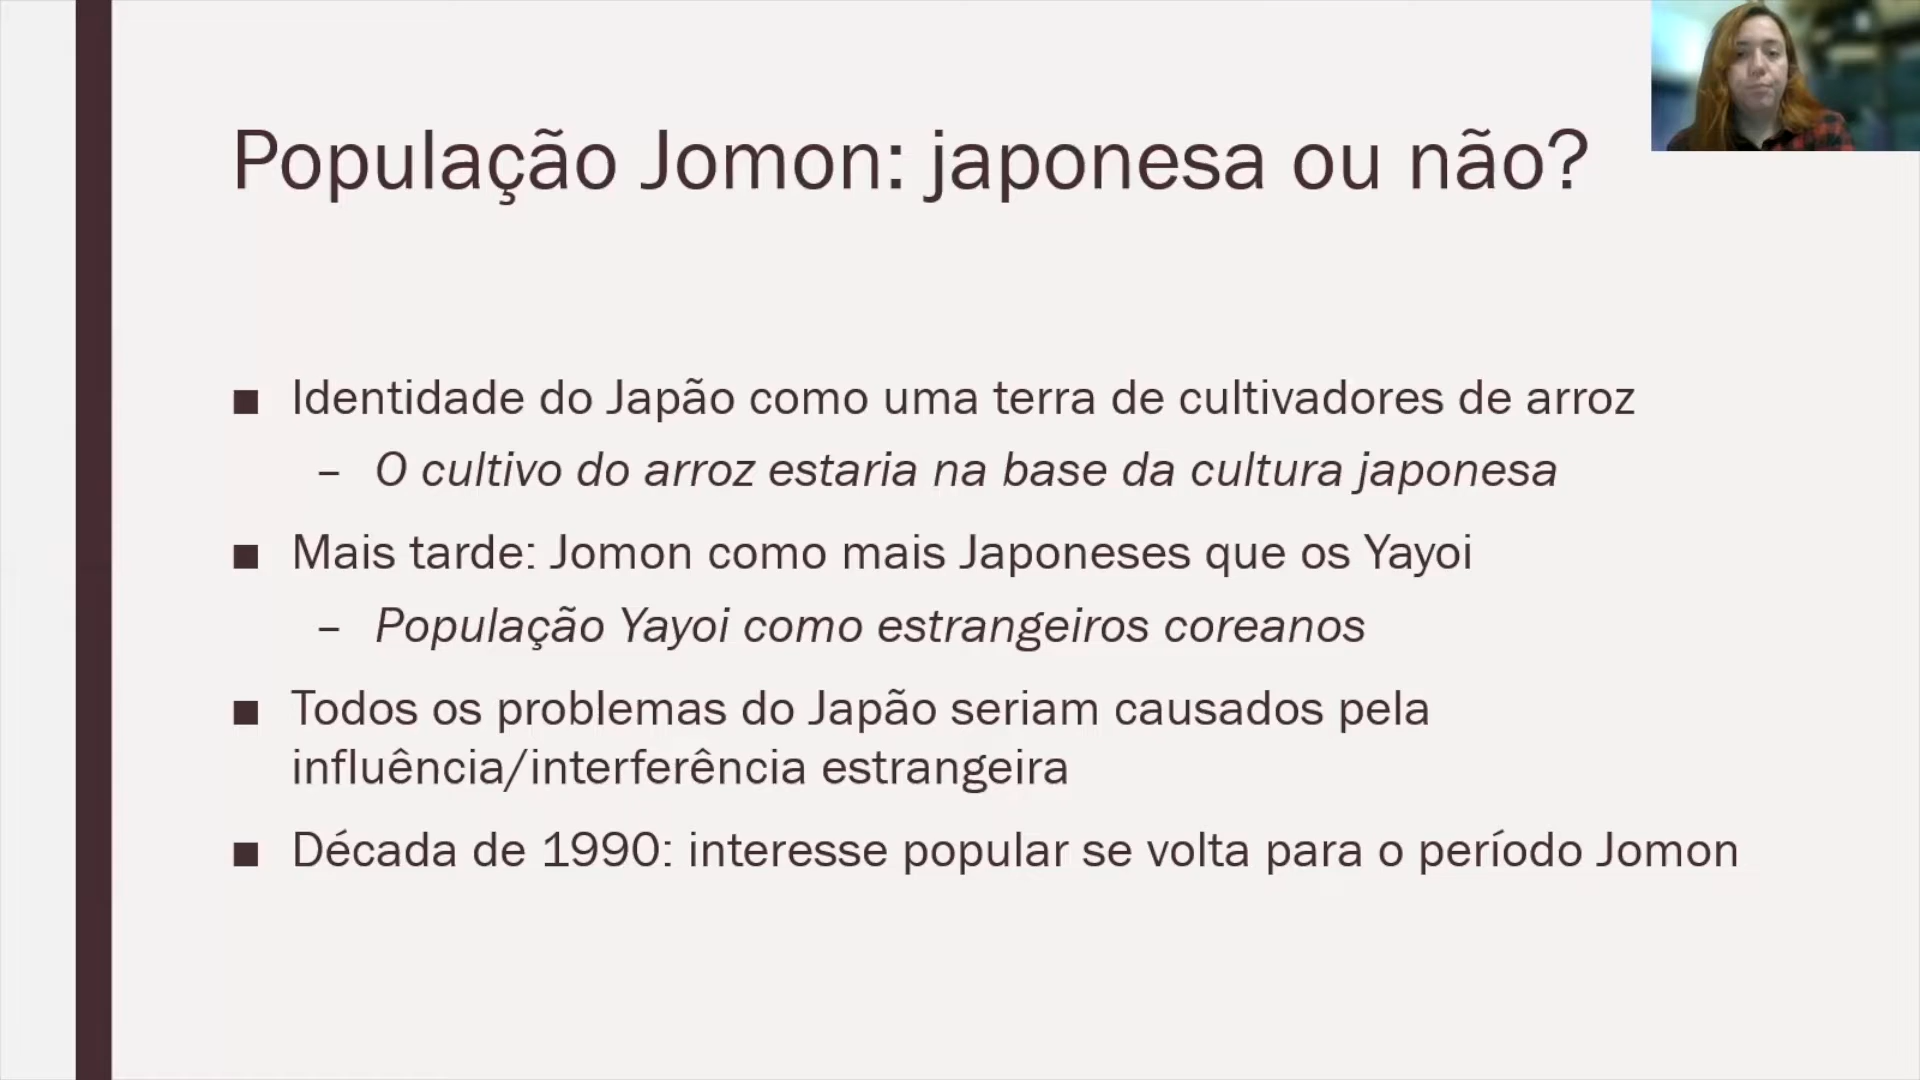 População Jomon: japonesa ou não?
■ Identidade do Japão como uma terra de cultivadores de arroz
– O cultivo do arroz estaria na base da cultura japonesa
■ Mais tarde: Jomon como mais Japoneses que os Yayoi
– População Yayoi como estrangeiros coreanos
■ Todos os problemas do Japão seriam causados pela
influência/interferência estrangeira
■ Década de 1990: interesse popular se volta para o período Jomon